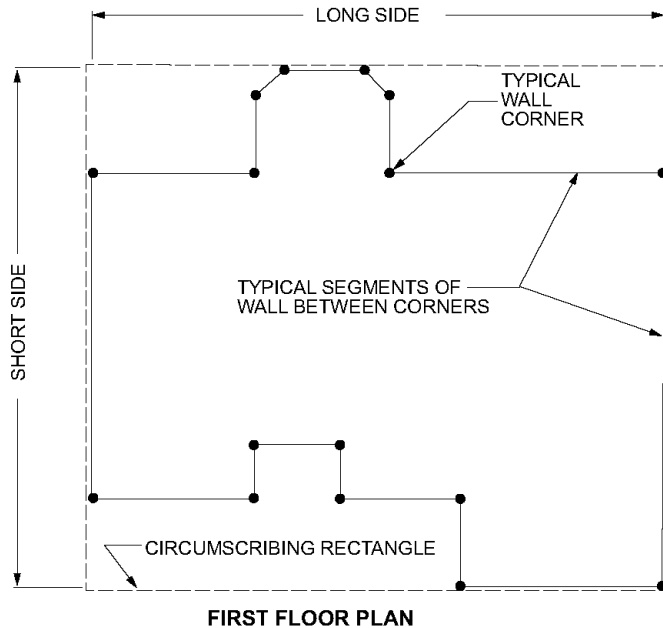 LONG SIDE
TYPICAL
WALL
CORNER
SHORT SIDE
TYPICAL SEGMENTS OF
WALL BETWEEN CORNERS
CIRCUMSCRIBING RECTANGLE
FIRST FLOOR PLAN